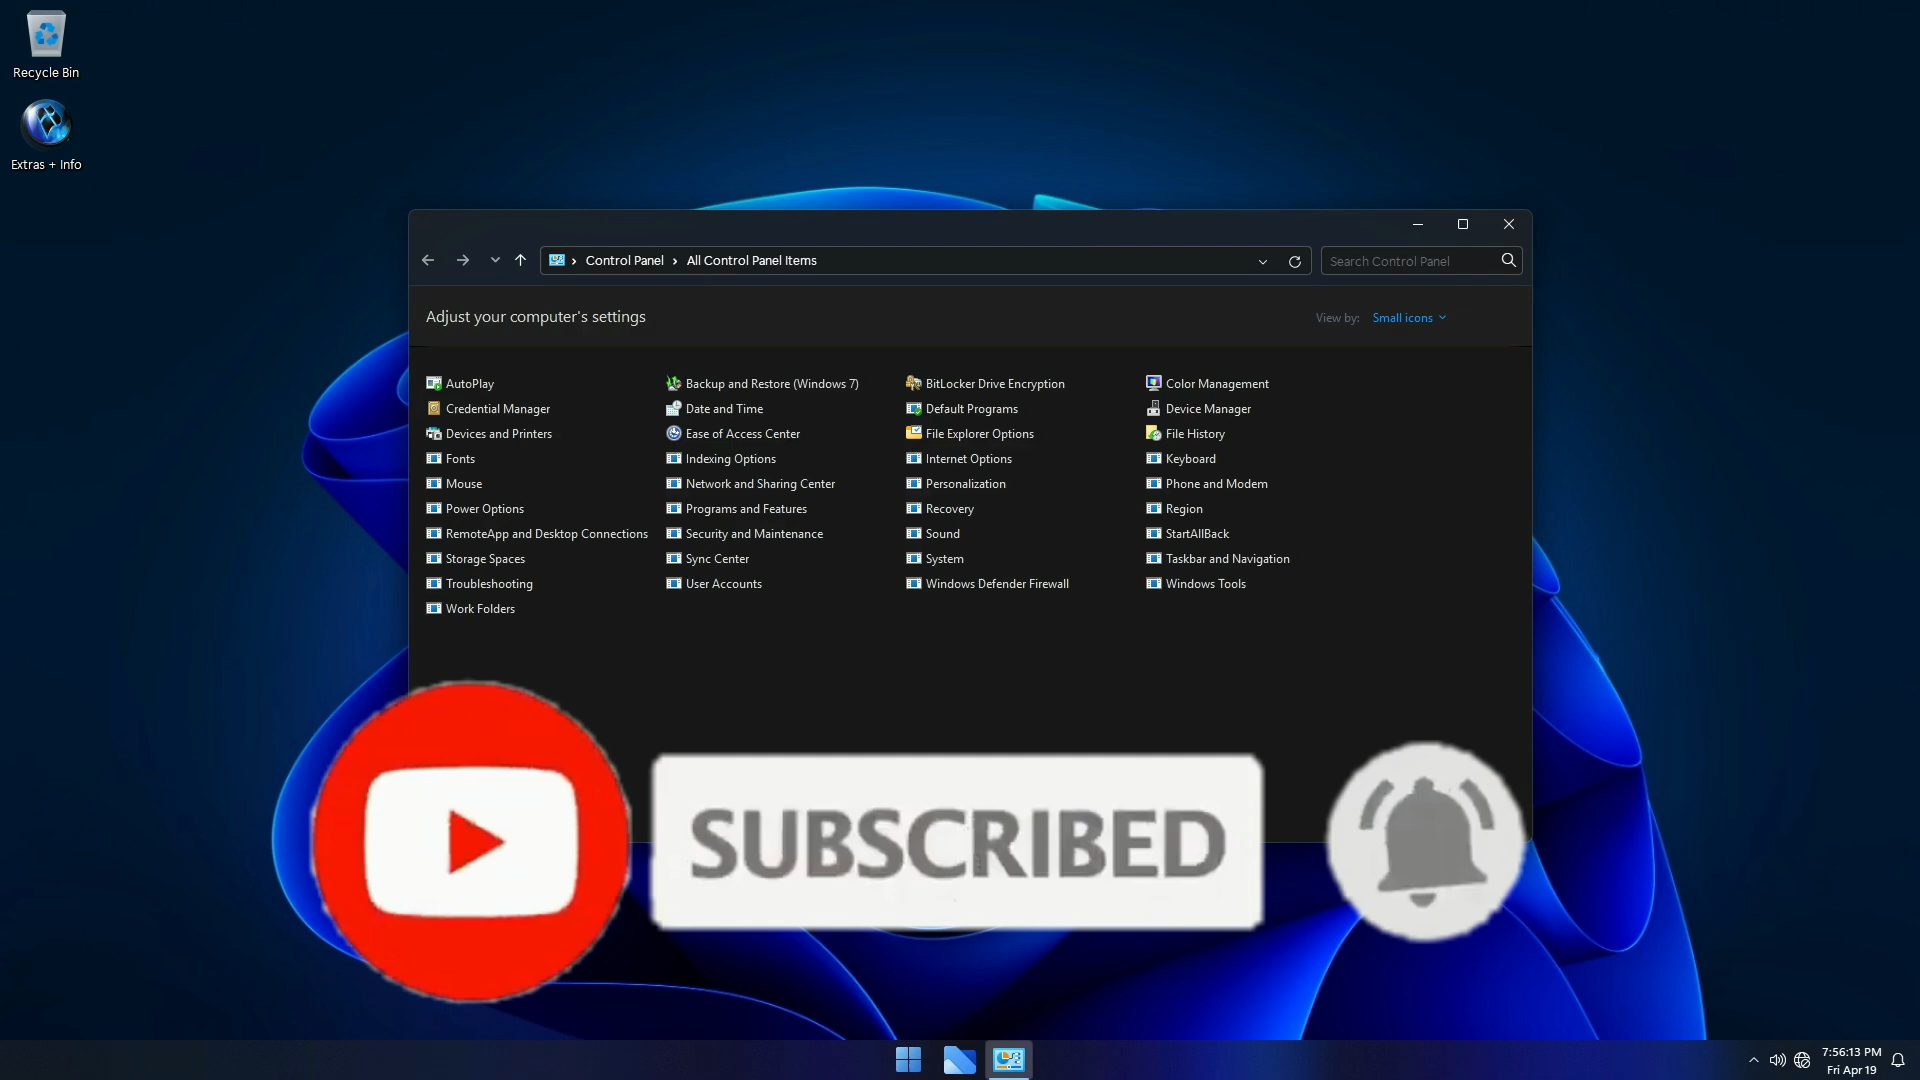 Recycle Bin
Extras + Info
Control Panel > All Control Panel Items
Search Control Panel
Adjust your computer's settings
View by: Small icons
AutoPlay Backup and Restore (Windows 7) BitLocker Drive Encryption Color Management
Credential Manager Date and Time Default Programs Device Manager
Devices and Printers Ease of Access Center File Explorer Options File History
Fonts Indexing Options Internet Options Keyboard
Mouse Network and Sharing Center Personalization Phone and Modem
Power Options Programs and Features Recovery Region
RemoteApp and Desktop Connections Security and Maintenance Sound StartAllBack
Storage Spaces Sync Center System Taskbar and Navigation
Troubleshooting User Accounts Windows Defender Firewall Windows Tools
Work Folders
SUBSCRIBED
7:56:13 PM
Fri Apr 19